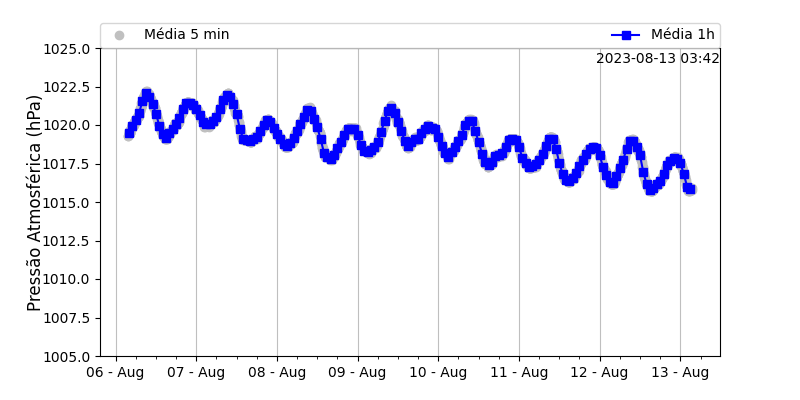 Média 5 min
Média 1h
2023-08-13 03:42
Pressão Atmosférica (hPa)
1025.0
1022.5
1020.0
1017.5
1015.0
1012.5
1010.0
1007.5
1005.0
06 - Aug
07 - Aug
08 - Aug
09 - Aug
10 - Aug
11 - Aug
12 - Aug
13 - Aug